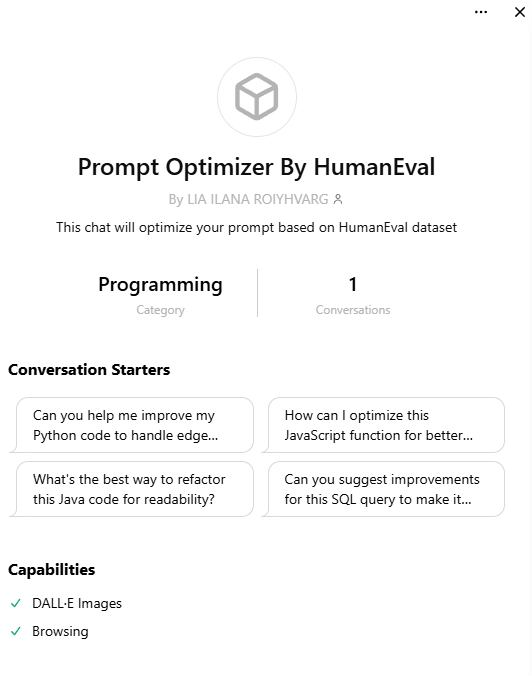 Prompt Optimizer By HumanEval
By LIA ILANA ROIYHVARG
This chat will optimize your prompt based on HumanEval dataset
Programming
Category
1
Conversations
Conversation Starters
Can you help me improve my
Python code to handle edge...
How can I optimize this
JavaScript function for better...
What's the best way to refactor
this Java code for readability?
Can you suggest improvements
for this SQL query to make it...
Capabilities
DALL·E Images
Browsing